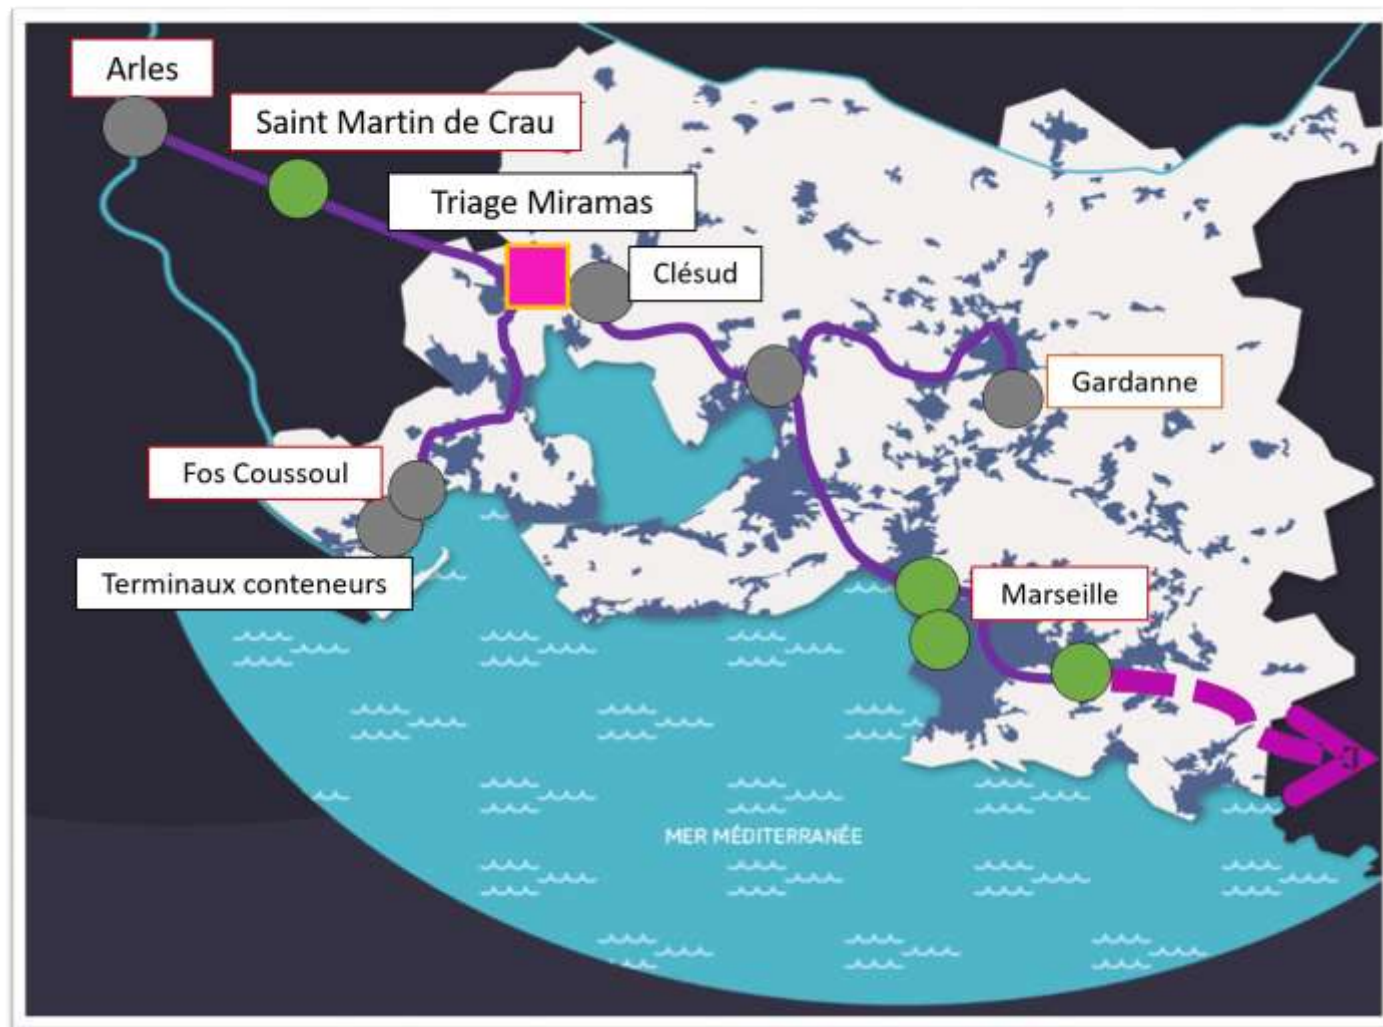 Arles
Saint Martin de Crau
Triage Miramas
Clésud
Gardanne
Fos Coussoul
Terminaux conteneurs
Marseille
MER MÉDITERRANÉE